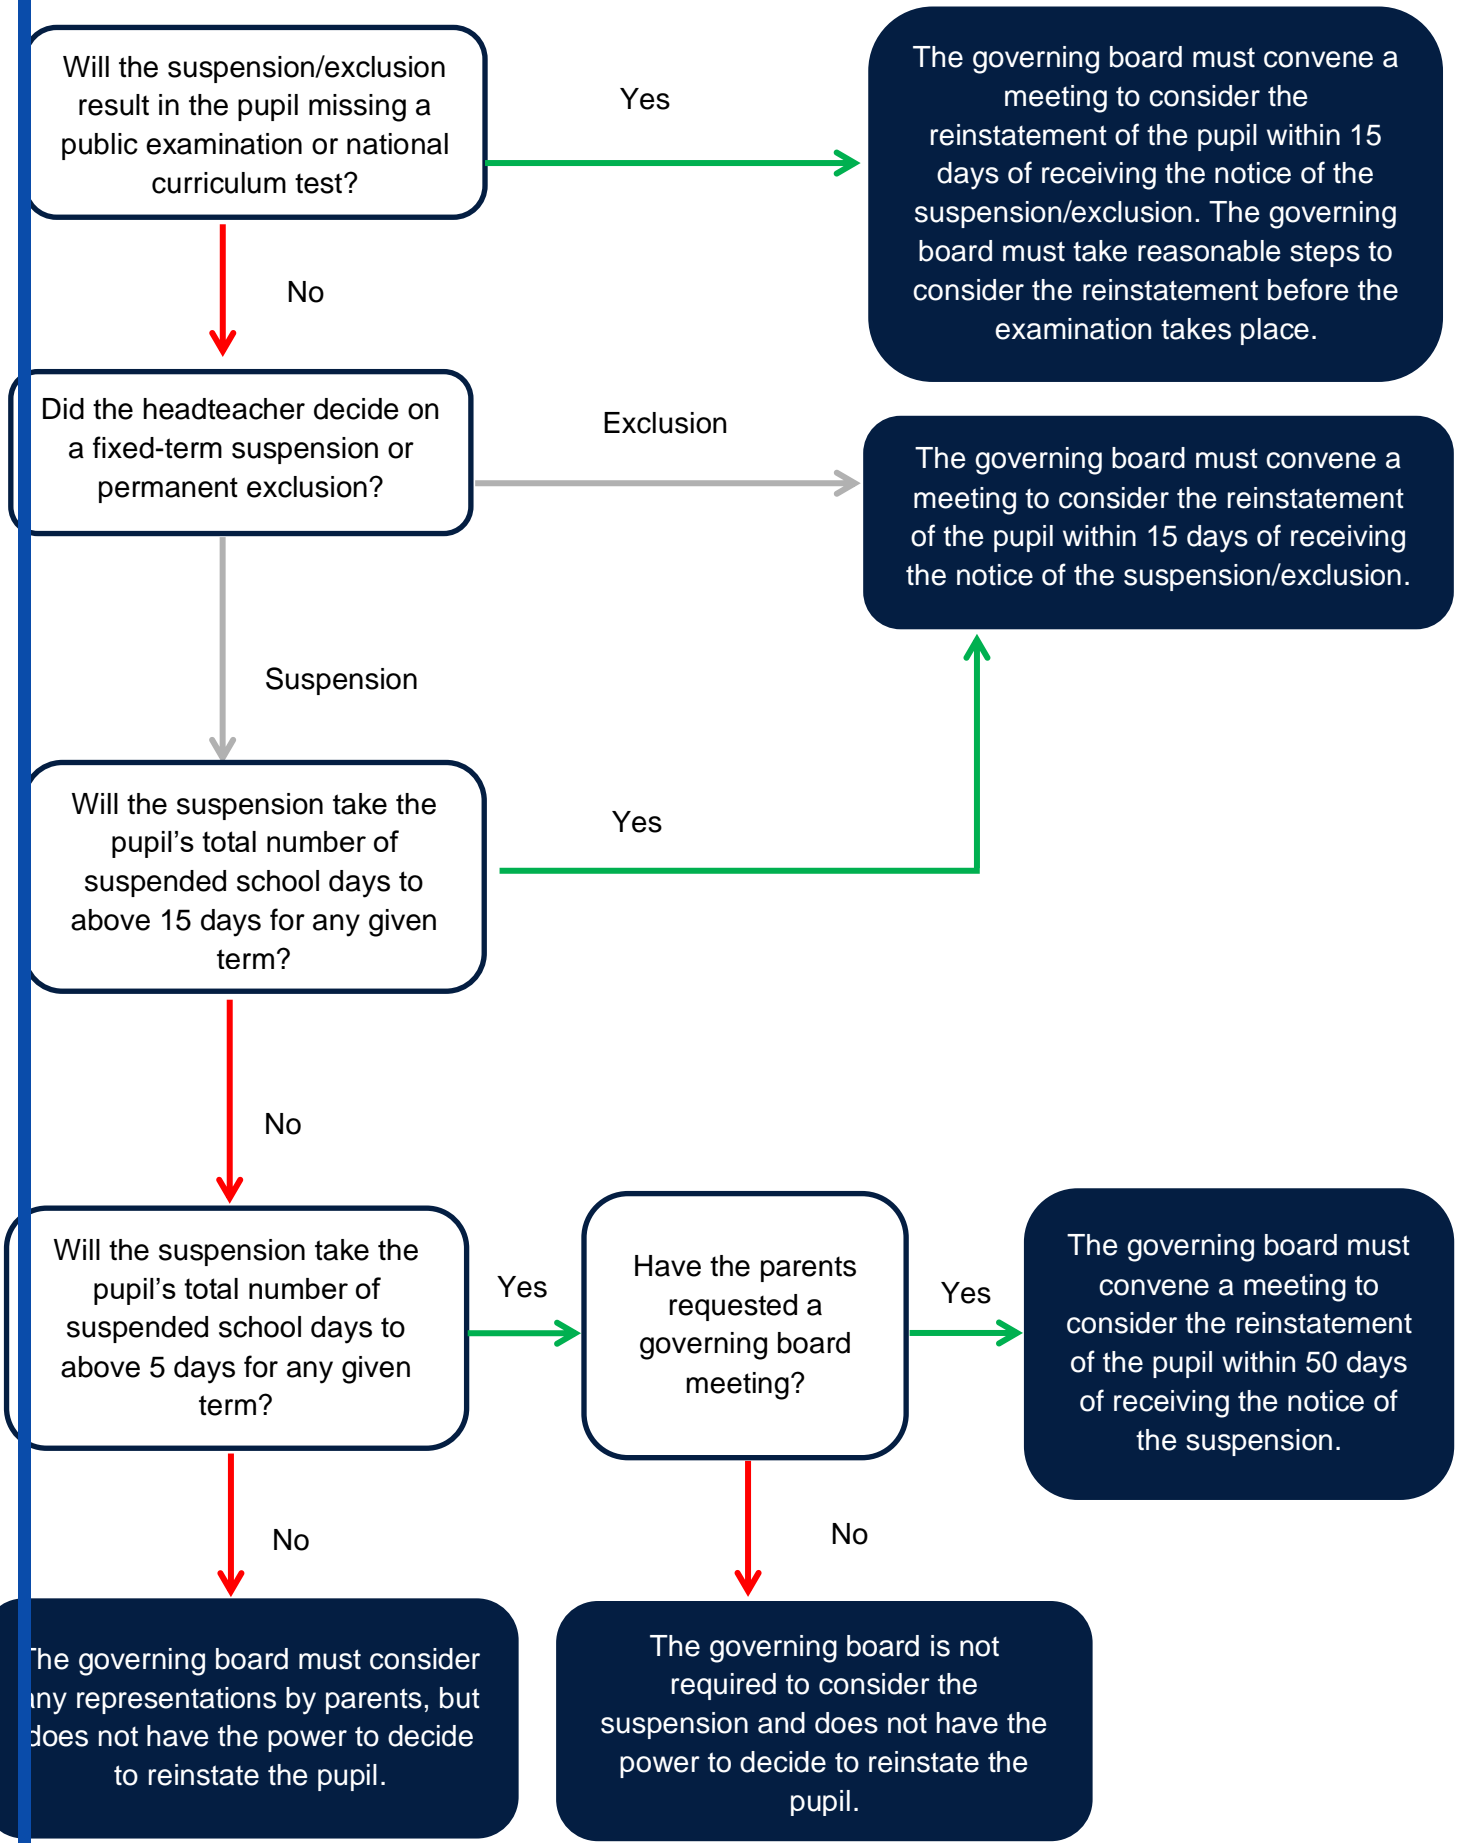 Will the suspension/exclusion
result in the pupil missing a
public examination or national
curriculum test?
Yes
The governing board must convene a
meeting to consider the
reinstatement of the pupil within 15
days of receiving the notice of the
suspension/exclusion. The governing
board must take reasonable steps to
consider the reinstatement before the
examination takes place.
No
Did the headteacher decide on
a fixed-term suspension or
permanent exclusion?
Exclusion
The governing board must convene a
meeting to consider the reinstatement
of the pupil within 15 days of receiving
the notice of the suspension/exclusion.
Suspension
Will the suspension take the
pupil’s total number of
suspended school days to
above 15 days for any given
term?
Yes
No
Will the suspension take the
pupil’s total number of
suspended school days to
above 5 days for any given
term?
Yes
Have the parents
requested a
governing board
meeting?
Yes
The governing board must
convene a meeting to
consider the reinstatement
of the pupil within 50 days
of receiving the notice of
the suspension.
No
No
The governing board must consider
any representations by parents, but
does not have the power to decide
to reinstate the pupil.
The governing board is not
required to consider the
suspension and does not have the
power to decide to reinstate the
pupil.